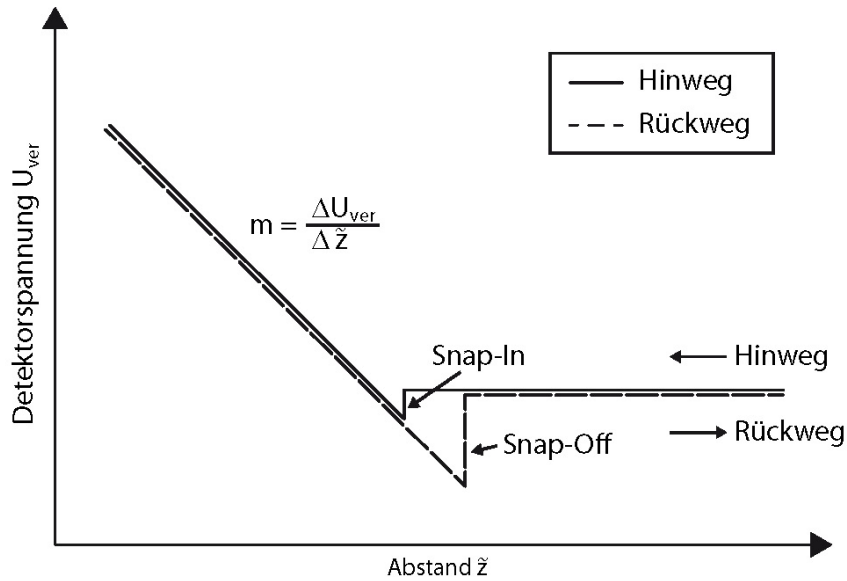 Hinweg
Rückweg
Detektorspannung U_ver
m = ΔU_ver / Δ z̃
Snap-In
Hinweg
Rückweg
Snap-Off
Abstand z̃